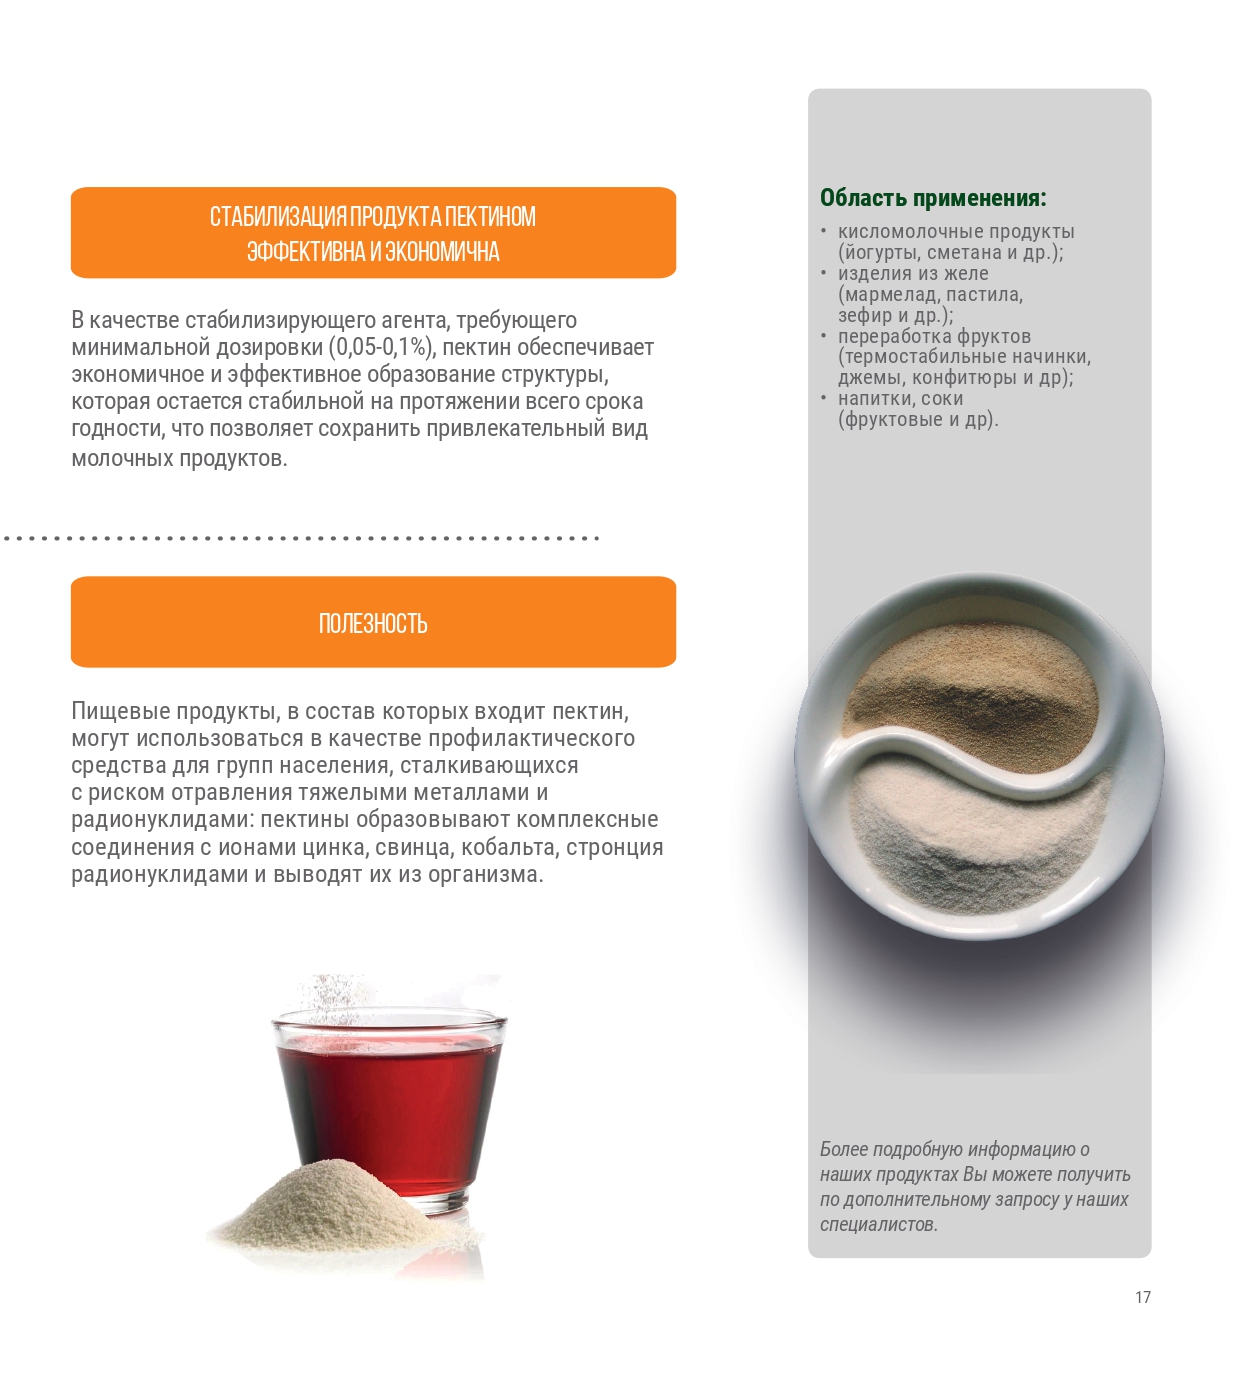 СТАБИЛИЗАЦИЯ ПРОДУКТА ПЕКТИНОМ
ЭФФЕКТИВНА И ЭКОНОМИЧНА
В качестве стабилизирующего агента, требующего
минимальной дозировки (0,05-0,1%), пектин обеспечивает
экономичное и эффективное образование структуры,
которая остается стабильной на протяжении всего срока
годности, что позволяет сохранить привлекательный вид
молочных продуктов.
ПОЛЕЗНОСТЬ
Пищевые продукты, в состав которых входит пектин,
могут использоваться в качестве профилактического
средства для групп населения, сталкивающихся
с риском отравления тяжелыми металлами и
радионуклидами: пектины образовывают комплексные
соединения с ионами цинка, свинца, кобальта, стронция
радионуклидами и выводят их из организма.
Область применения:
• кисломолочные продукты
(йогурты, сметана и др.);
• изделия из желе
(мармелад, пастила,
зефир и др.);
• переработка фруктов
(термостабильные начинки,
джемы, конфитюры и др);
• напитки, соки
(фруктовые и др).
Более подробную информацию о
наших продуктах Вы можете получить
по дополнительному запросу у наших
специалистов.
17